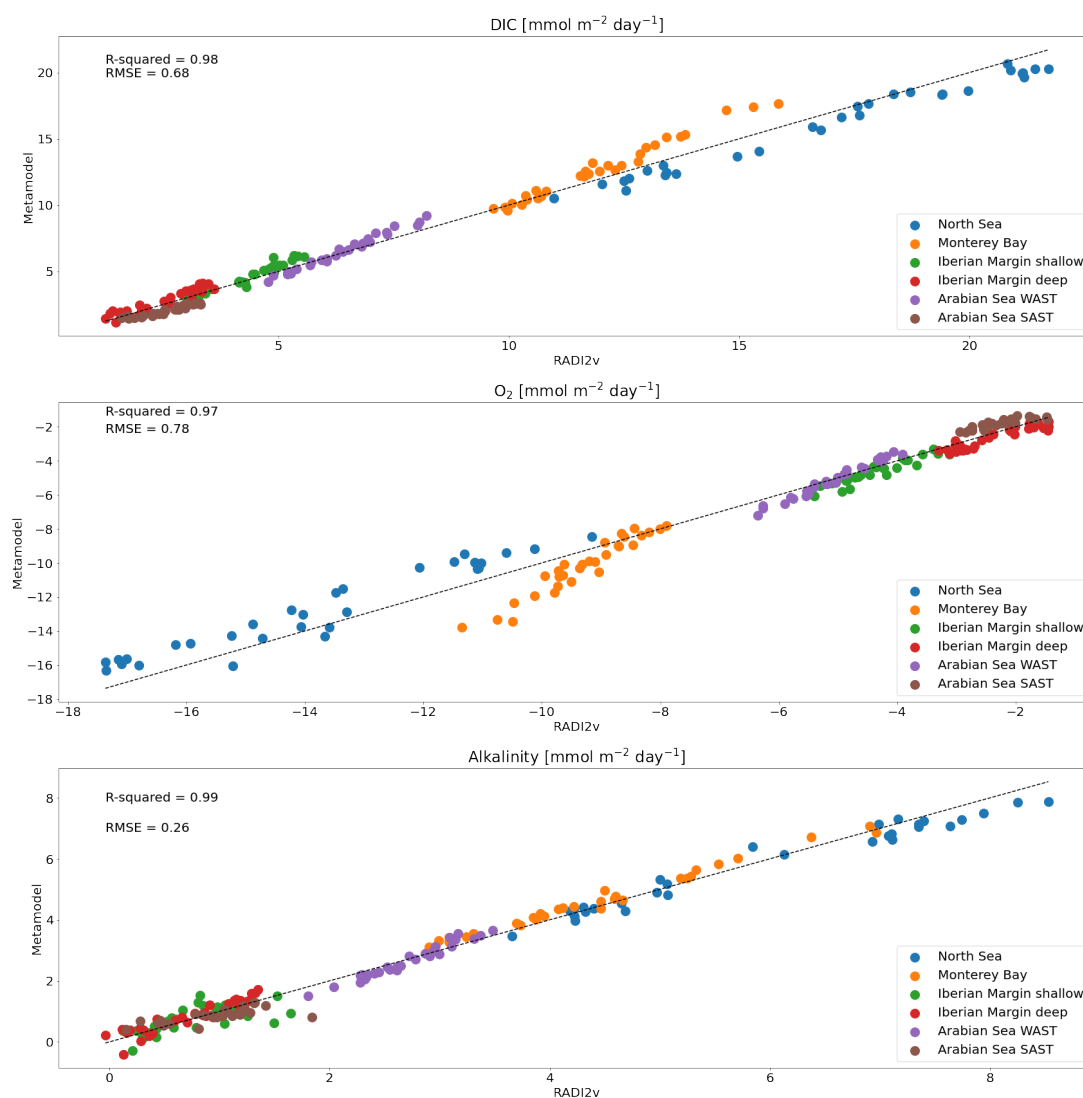 DIC [mmol m⁻² day⁻¹]
R-squared = 0.98
RMSE = 0.68
20
15
10
5
Metamodel
North Sea
Monterey Bay
Iberian Margin shallow
Iberian Margin deep
Arabian Sea WAST
Arabian Sea SAST
5 10 15 20
RADI2v
O₂ [mmol m⁻² day⁻¹]
R-squared = 0.97
RMSE = 0.78
−2
−4
−6
−8
−10
−12
−14
−16
−18
Metamodel
North Sea
Monterey Bay
Iberian Margin shallow
Iberian Margin deep
Arabian Sea WAST
Arabian Sea SAST
−18 −16 −14 −12 −10 −8 −6 −4 −2
RADI2v
Alkalinity [mmol m⁻² day⁻¹]
R-squared = 0.99
RMSE = 0.26
8
6
4
2
0
Metamodel
North Sea
Monterey Bay
Iberian Margin shallow
Iberian Margin deep
Arabian Sea WAST
Arabian Sea SAST
0 2 4 6 8
RADI2v